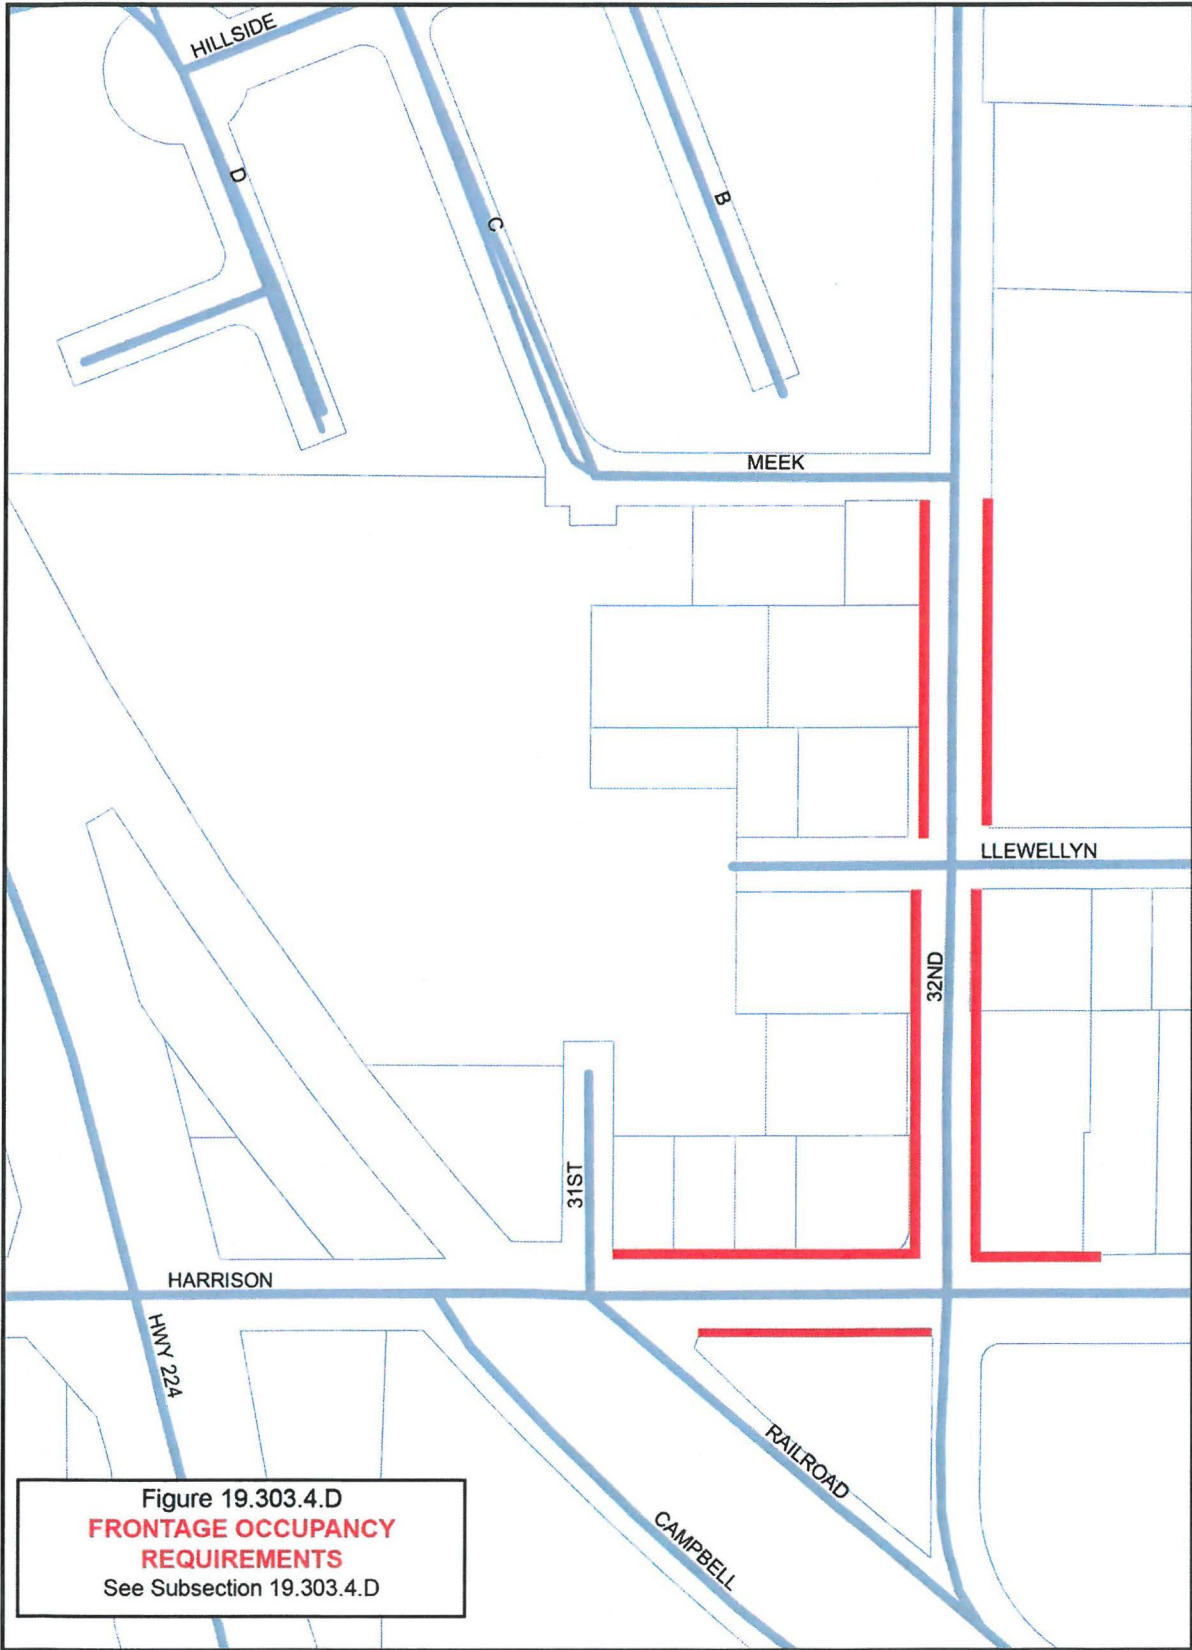 HILLSIDE
D
C
B
MEEK
LLEWELLYN
32ND
31ST
HARRISON
HWY 224
RAILROAD
CAMPBELL
Figure 19.303.4.D
FRONTAGE OCCUPANCY
REQUIREMENTS
See Subsection 19.303.4.D